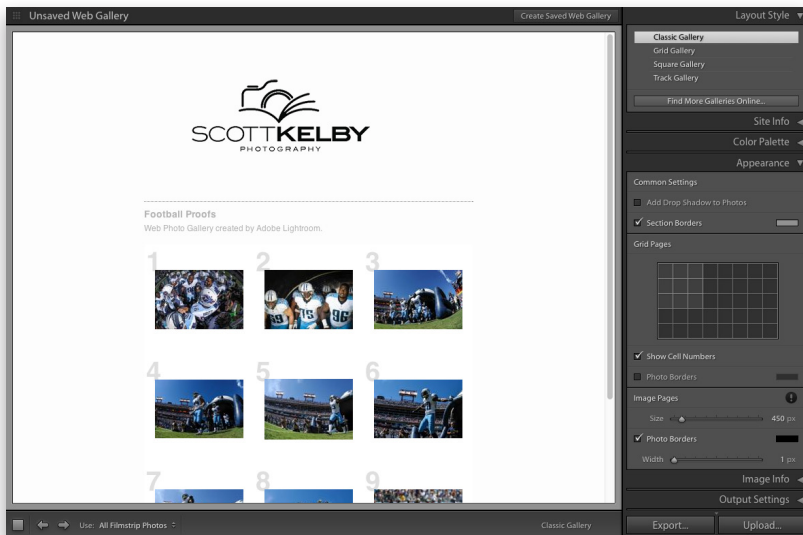 Unsaved Web Gallery
Create Saved Web Gallery
SCOTTKELBY
PHOTOGRAPHY
Football Proofs
Web Photo Gallery created by Adobe Lightroom.
1 2 3
99 75 96
4 5 6
7 8 9
Use: All Filmstrip Photos
Classic Gallery
Layout Style
Classic Gallery
Grid Gallery
Square Gallery
Track Gallery
Find More Galleries Online...
Site Info
Color Palette
Appearance
Common Settings
Add Drop Shadow to Photos
Section Borders
Grid Pages
Show Cell Numbers
Photo Borders
Image Pages
Size 450 px
Photo Borders
Width 1 px
Image Info
Output Settings
Export... Upload...